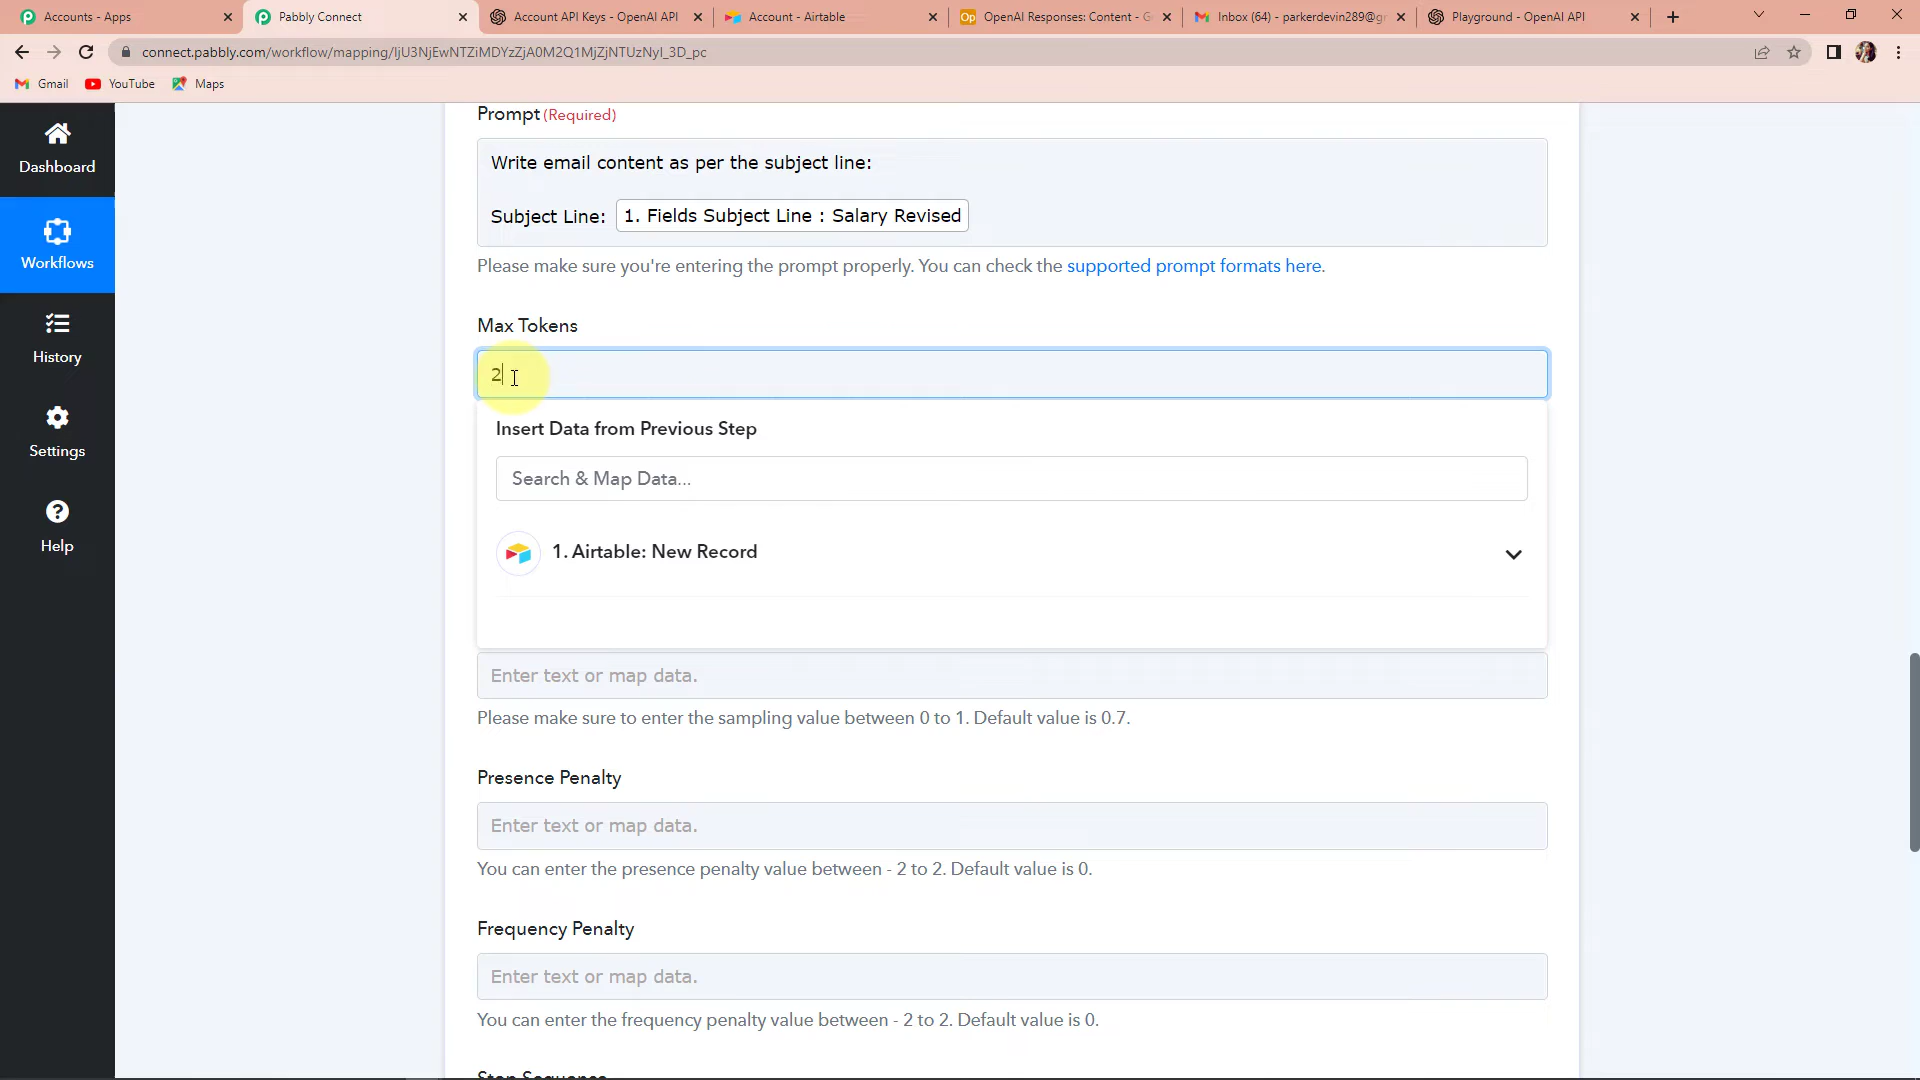 Accounts - Apps
Pabbly Connect
Account API Keys - OpenAI API
Account - Airtable
OpenAI Responses: Content - G
Inbox (64) - parkerdevin289@g
Playground - OpenAI API
connect.pabbly.com/workflow/mapping/IjU3NjEwNTZiMDYzZjA0M2Q1MjZjNTUzNyI_3D_pc
Gmail
YouTube
Maps
Dashboard
Workflows
History
Settings
Help
Prompt (Required)
Write email content as per the subject line:
Subject Line: 1. Fields Subject Line : Salary Revised
Please make sure you're entering the prompt properly. You can check the supported prompt formats here.
Max Tokens
2
Insert Data from Previous Step
Search & Map Data...
1. Airtable: New Record
Enter text or map data.
Please make sure to enter the sampling value between 0 to 1. Default value is 0.7.
Presence Penalty
Enter text or map data.
You can enter the presence penalty value between - 2 to 2. Default value is 0.
Frequency Penalty
Enter text or map data.
You can enter the frequency penalty value between - 2 to 2. Default value is 0.
Stop Sequence